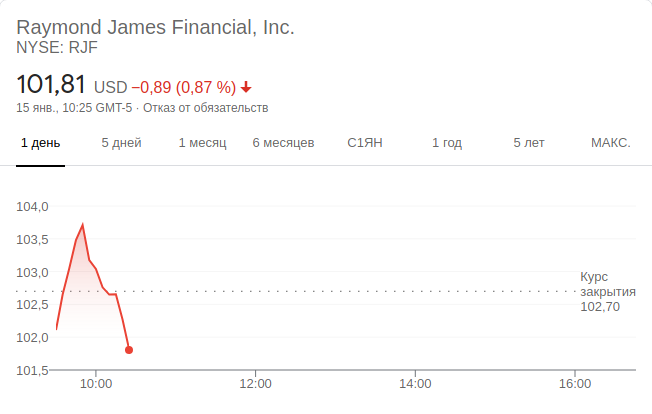 Raymond James Financial, Inc.
NYSE: RJF
101,81 USD −0,89 (0,87 %)
15 янв., 10:25 GMT-5 · Отказ от обязательств
1 день 5 дней 1 месяц 6 месяцев С1ЯН 1 год 5 лет МАКС.
104,0
103,5
103,0
102,5
102,0
101,5
Курс
закрытия
102,70
10:00 12:00 14:00 16:00